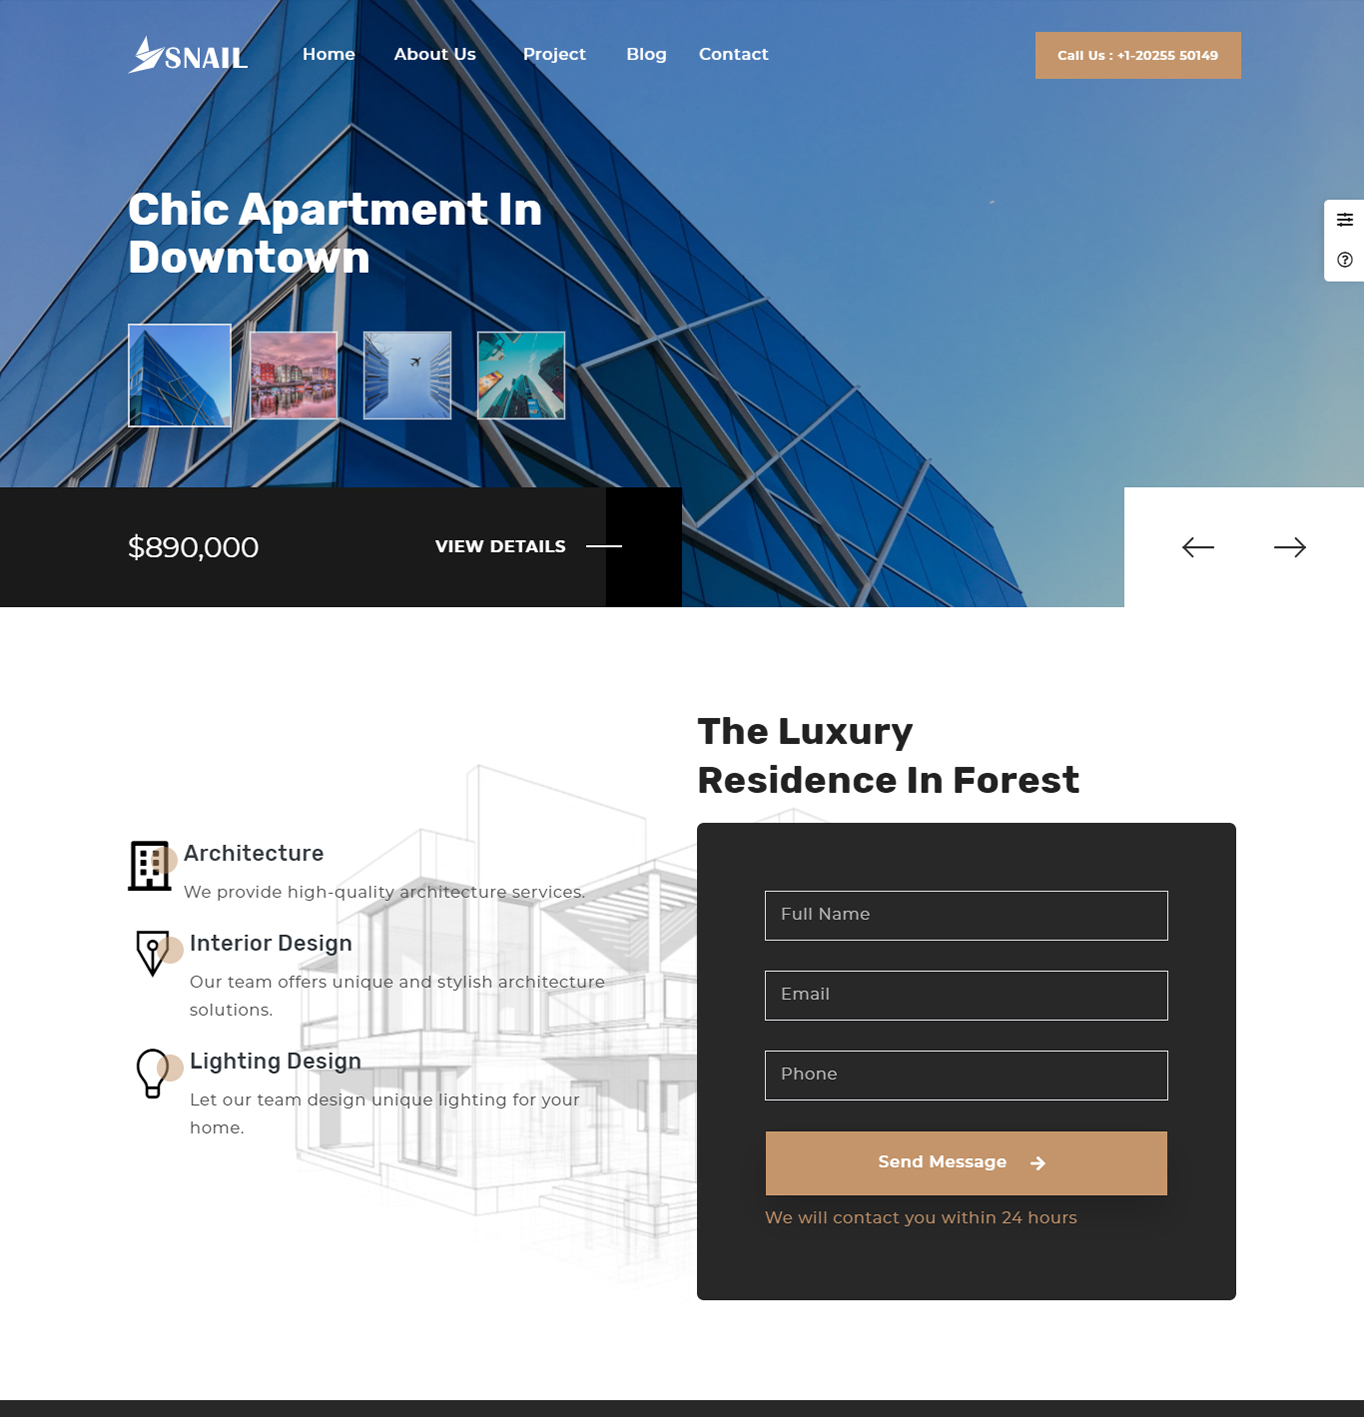 SNAIL
Home About Us Project Blog Contact
Call Us : +1-20255 50149
Chic Apartment In
Downtown
$890,000
VIEW DETAILS
The Luxury
Residence In Forest
Architecture
We provide high-quality architecture services.
Interior Design
Our team offers unique and stylish architecture
solutions.
Lighting Design
Let our team design unique lighting for your
home.
Full Name
Email
Phone
Send Message
We will contact you within 24 hours